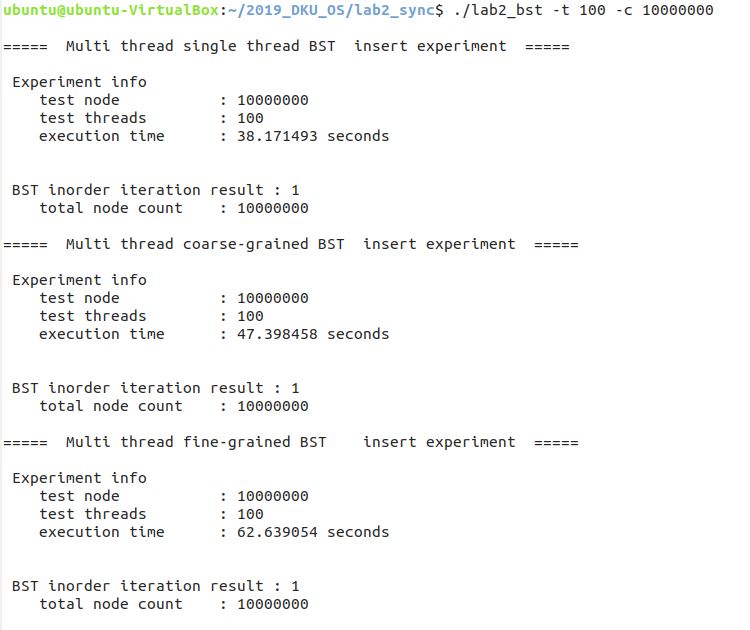 ubuntu@ubuntu-VirtualBox:~/2019_DKU_OS/lab2_sync$ ./lab2_bst -t 100 -c 10000000
===== Multi thread single thread BST insert experiment =====
Experiment info
test node : 10000000
test threads : 100
execution time : 38.171493 seconds
BST inorder iteration result : 1
total node count : 10000000
===== Multi thread coarse-grained BST insert experiment =====
Experiment info
test node : 10000000
test threads : 100
execution time : 47.398458 seconds
BST inorder iteration result : 1
total node count : 10000000
===== Multi thread fine-grained BST insert experiment =====
Experiment info
test node : 10000000
test threads : 100
execution time : 62.639054 seconds
BST inorder iteration result : 1
total node count : 10000000